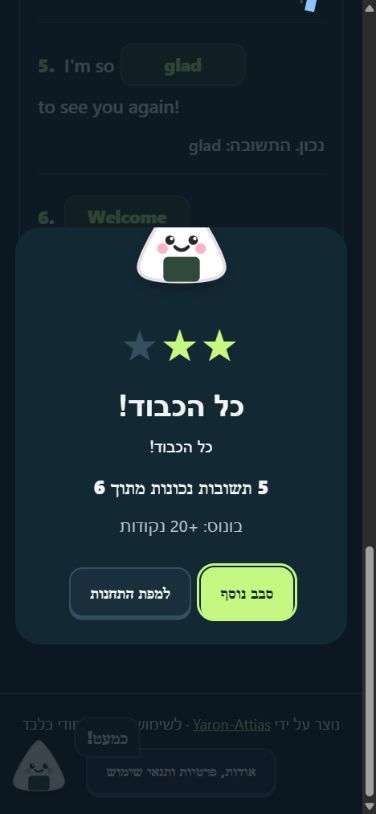 5. I'm so glad
to see you again!
נכון. התשובה: glad
6. Welcome
כל הכבוד!
כל הכבוד!
5 תשובות נכונות מתוך 6
בונוס: +20 נקודות
סבב נוסף
למפת התחנות
נוצר על ידי Yaron-Attias · לשימוש ודי בלבד
כמעט!
אודות, פרטיות ותנאי שימוש